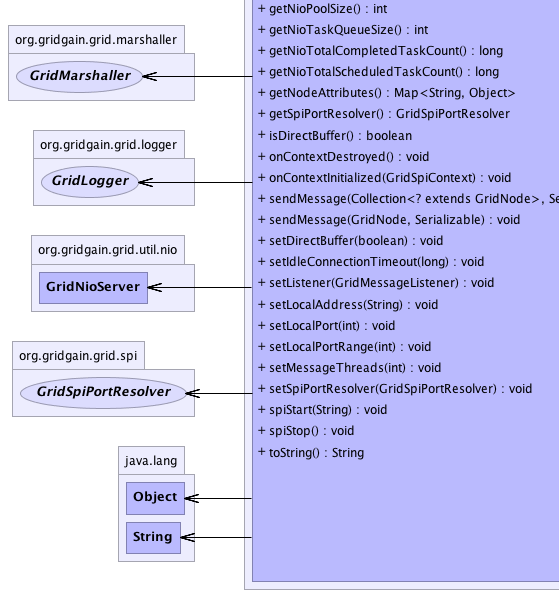 org.gridgain.grid.marshaller
GridMarshaller
org.gridgain.grid.logger
GridLogger
org.gridgain.grid.util.nio
GridNioServer
org.gridgain.grid.spi
GridSpiPortResolver
java.lang
Object
String
+ getNioPoolSize() : int
+ getNioTaskQueueSize() : int
+ getNioTotalCompletedTaskCount() : long
+ getNioTotalScheduledTaskCount() : long
+ getNodeAttributes() : Map<String, Object>
+ getSpiPortResolver() : GridSpiPortResolver
+ isDirectBuffer() : boolean
+ onContextDestroyed() : void
+ onContextInitialized(GridSpiContext) : void
+ sendMessage(Collection<? extends GridNode>, Se
+ sendMessage(GridNode, Serializable) : void
+ setDirectBuffer(boolean) : void
+ setIdleConnectionTimeout(long) : void
+ setListener(GridMessageListener) : void
+ setLocalAddress(String) : void
+ setLocalPort(int) : void
+ setLocalPortRange(int) : void
+ setMessageThreads(int) : void
+ setSpiPortResolver(GridSpiPortResolver) : void
+ spiStart(String) : void
+ spiStop() : void
+ toString() : String